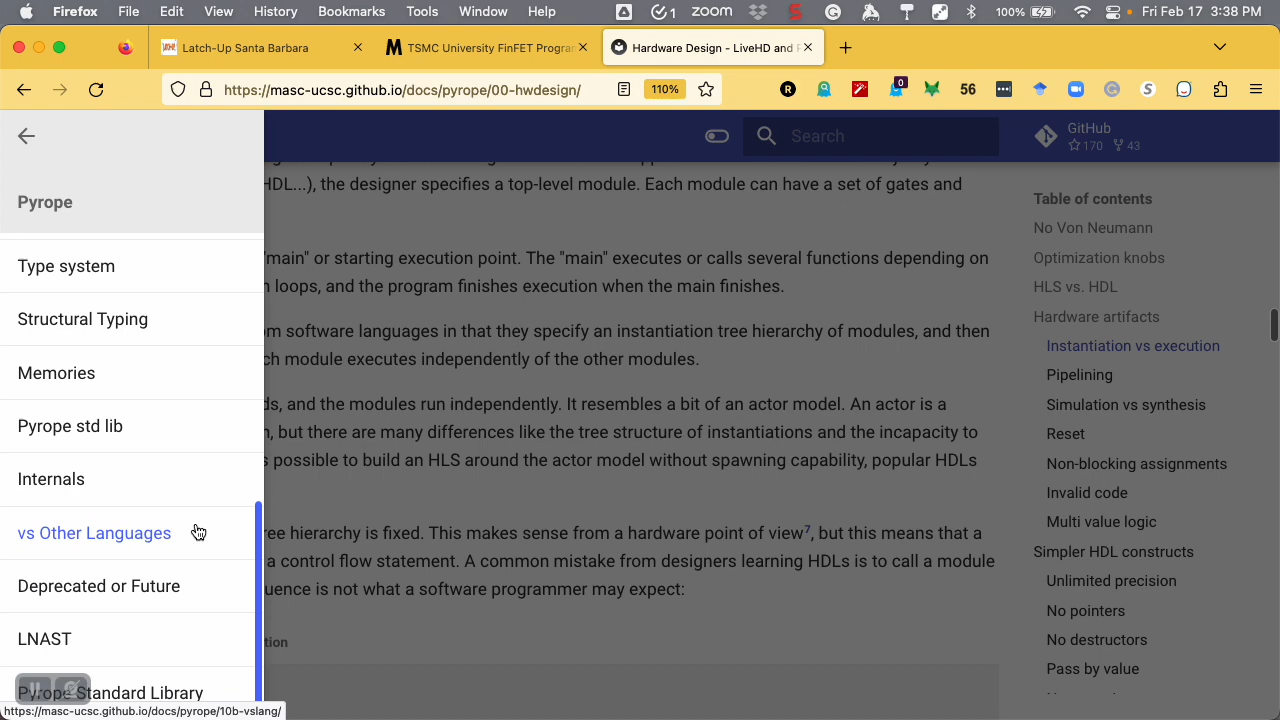 Firefox File Edit View History Bookmarks Tools Window Help 1 zoom 100% Fri Feb 17 3:38 PM
Latch-Up Santa Barbara
TSMC University FinFET Progra
Hardware Design - LiveHD and
https://masc-ucsc.github.io/docs/pyrope/00-hwdesign/
110%
R 0 56 S
Search
GitHub
170 43
Pyrope
Type system
Structural Typing
Memories
Pyrope std lib
Internals
vs Other Languages
Deprecated or Future
LNAST
Pyrope Standard Library
https://masc-ucsc.github.io/docs/pyrope/10b-vslang/
HDL...), the designer specifies a top-level module. Each module can have a set of gates and
"main" or starting execution point. The "main" executes or calls several functions depending on
loops, and the program finishes execution when the main finishes.
om software languages in that they specify an instantiation tree hierarchy of modules, and then
ch module executes independently of the other modules.
ds, and the modules run independently. It resembles a bit of an actor model. An actor is a
n, but there are many differences like the tree structure of instantiations and the incapacity to
s possible to build an HLS around the actor model without spawning capability, popular HDLs
ree hierarchy is fixed. This makes sense from a hardware point of view7, but this means that a
a control flow statement. A common mistake from designers learning HDLs is to call a module
uence is not what a software programmer may expect:
tion
Table of contents
No Von Neumann
Optimization knobs
HLS vs. HDL
Hardware artifacts
Instantiation vs execution
Pipelining
Simulation vs synthesis
Reset
Non-blocking assignments
Invalid code
Multi value logic
Simpler HDL constructs
Unlimited precision
No pointers
No destructors
Pass by value